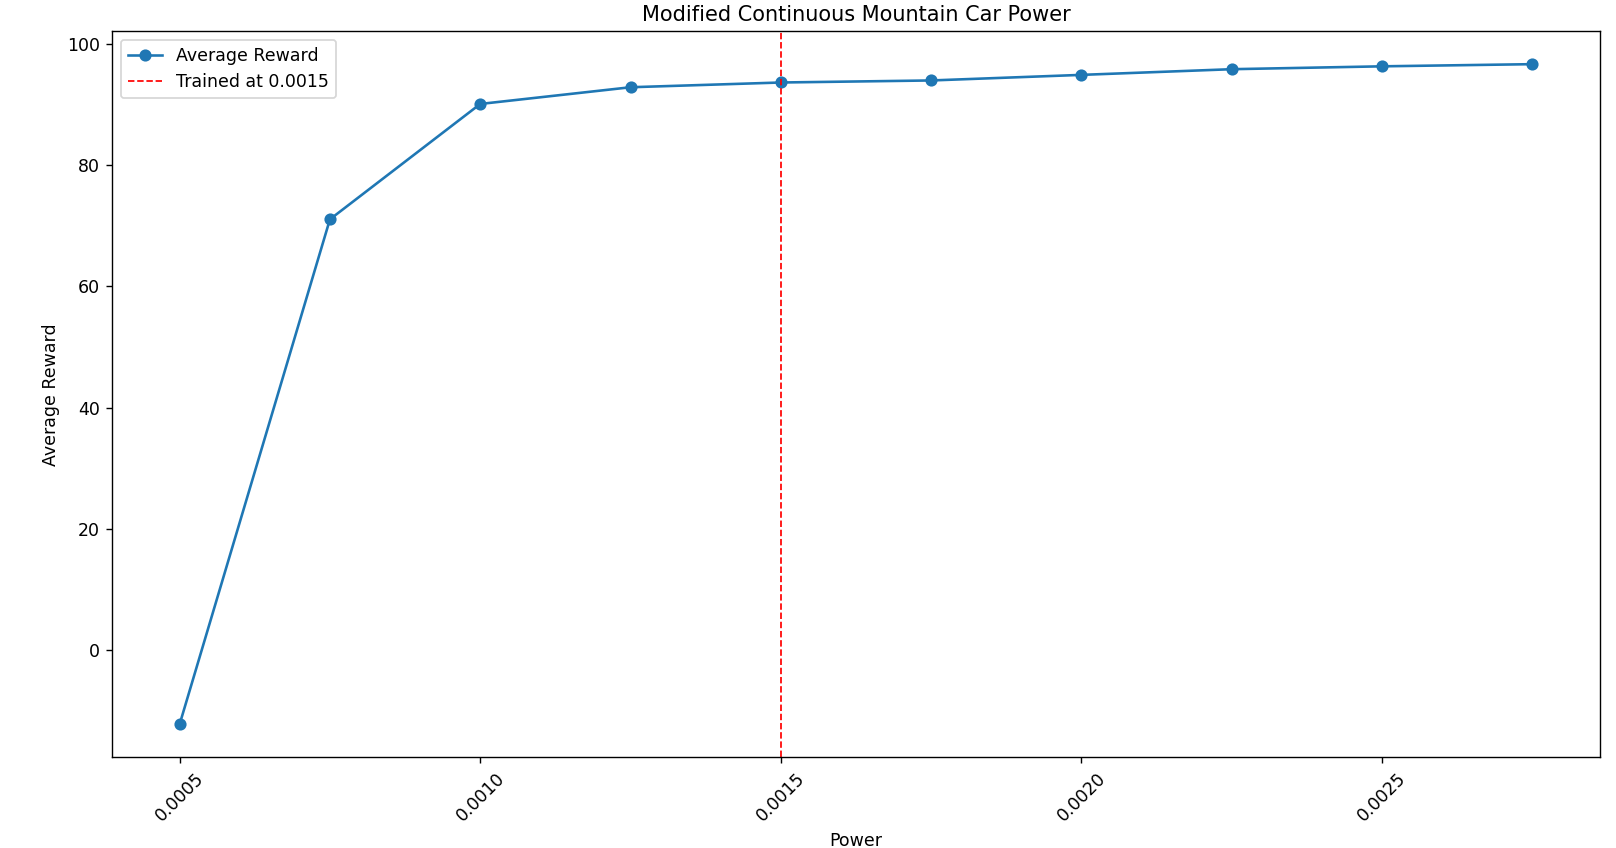 Modified Continuous Mountain Car Power
Average Reward
Trained at 0.0015
100
80
60
40
20
0
Average Reward
0.0005
0.0010
0.0015
0.0020
0.0025
Power